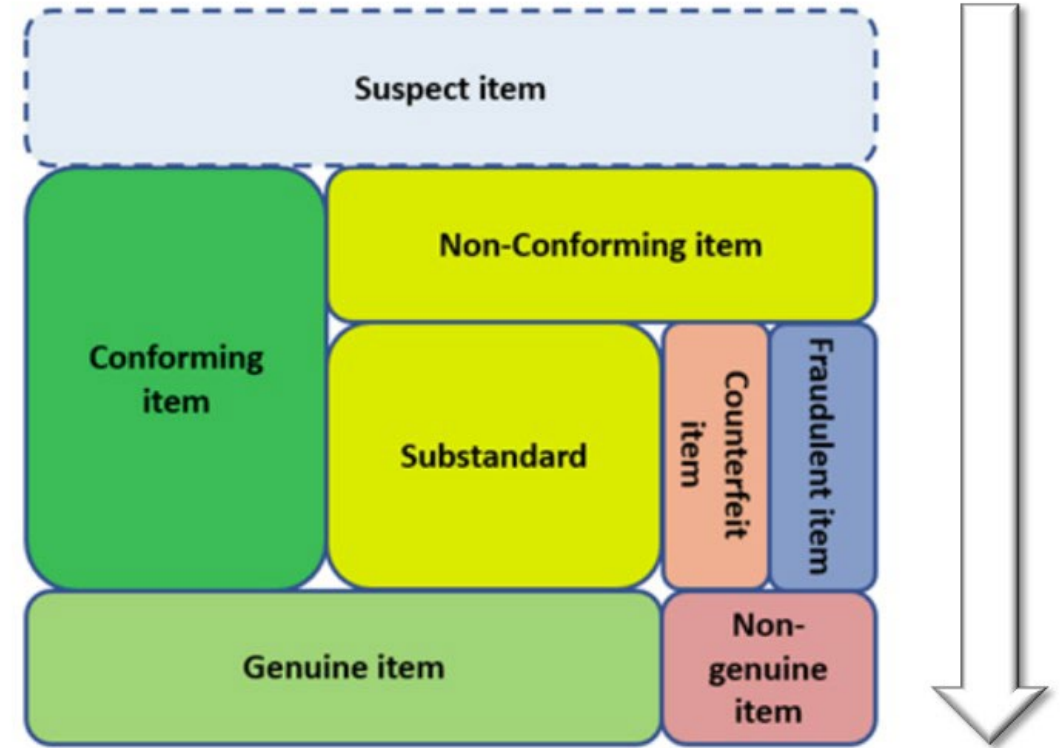 Suspect item
Non-Conforming item
Conforming
item
Substandard
Counterfeit
item
Fraudulent item
Genuine item
Non-
genuine
item